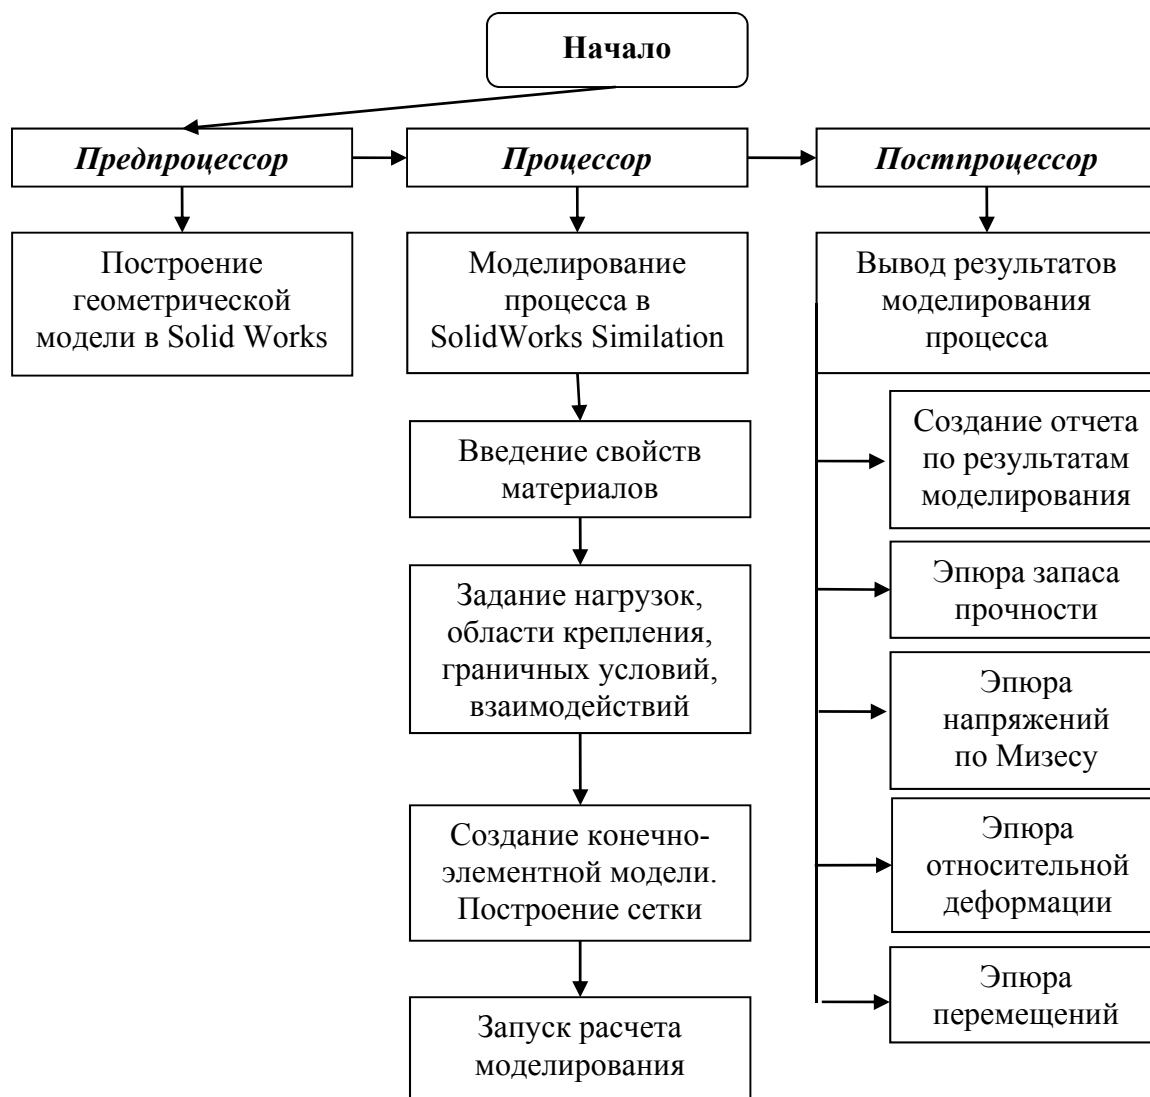 Начало
Предпроцессор
Процессор
Постпроцессор
Построение
геометрической
модели в Solid Works
Моделирование
процесса в
SolidWorks Similation
Вывод результатов
моделирования
процесса
Введение свойств
материалов
Задание нагрузок,
области крепления,
граничных условий,
взаимодействий
Создание конечно-
элементной модели.
Построение сетки
Запуск расчета
моделирования
Создание отчета
по результатам
моделирования
Эпюра запаса
прочности
Эпюра
напряжений
по Мизесу
Эпюра
относительной
деформации
Эпюра
перемещений